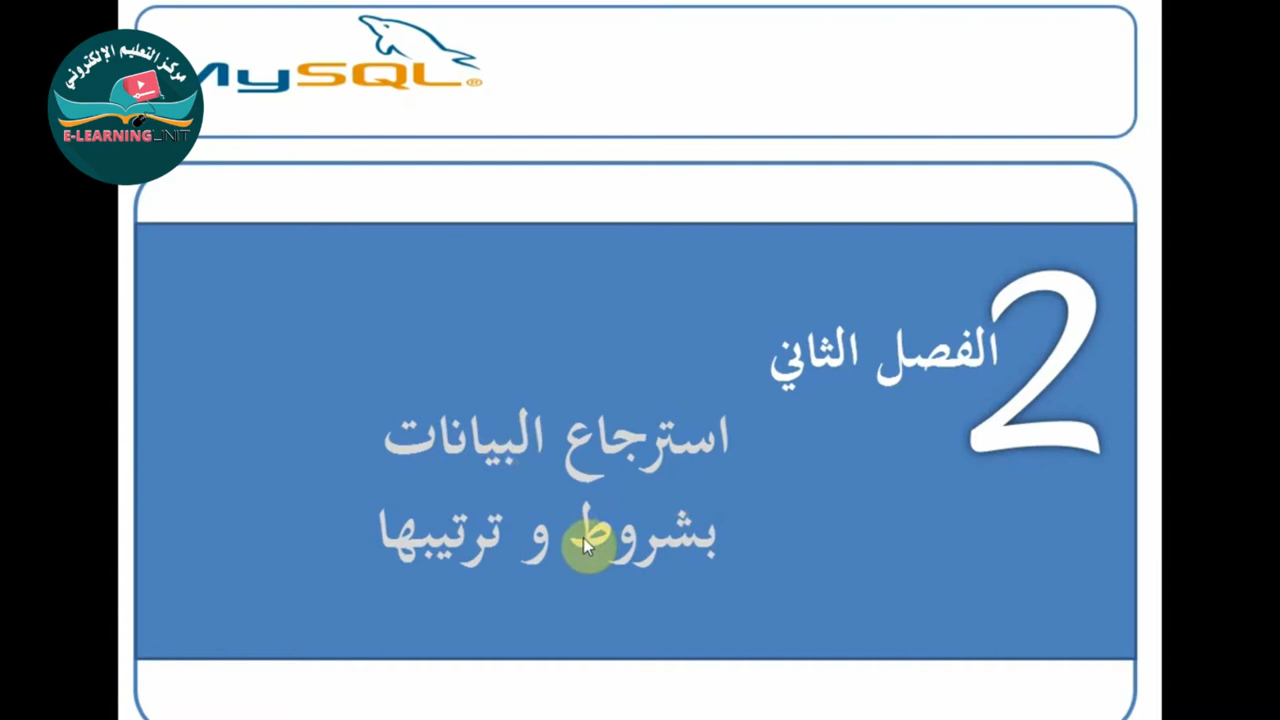 مركز التعليم الإلكتروني
E-LEARNING UNIT
MySQL®
2
الفصل الثاني
استرجاع البيانات
بشروط و ترتيبها